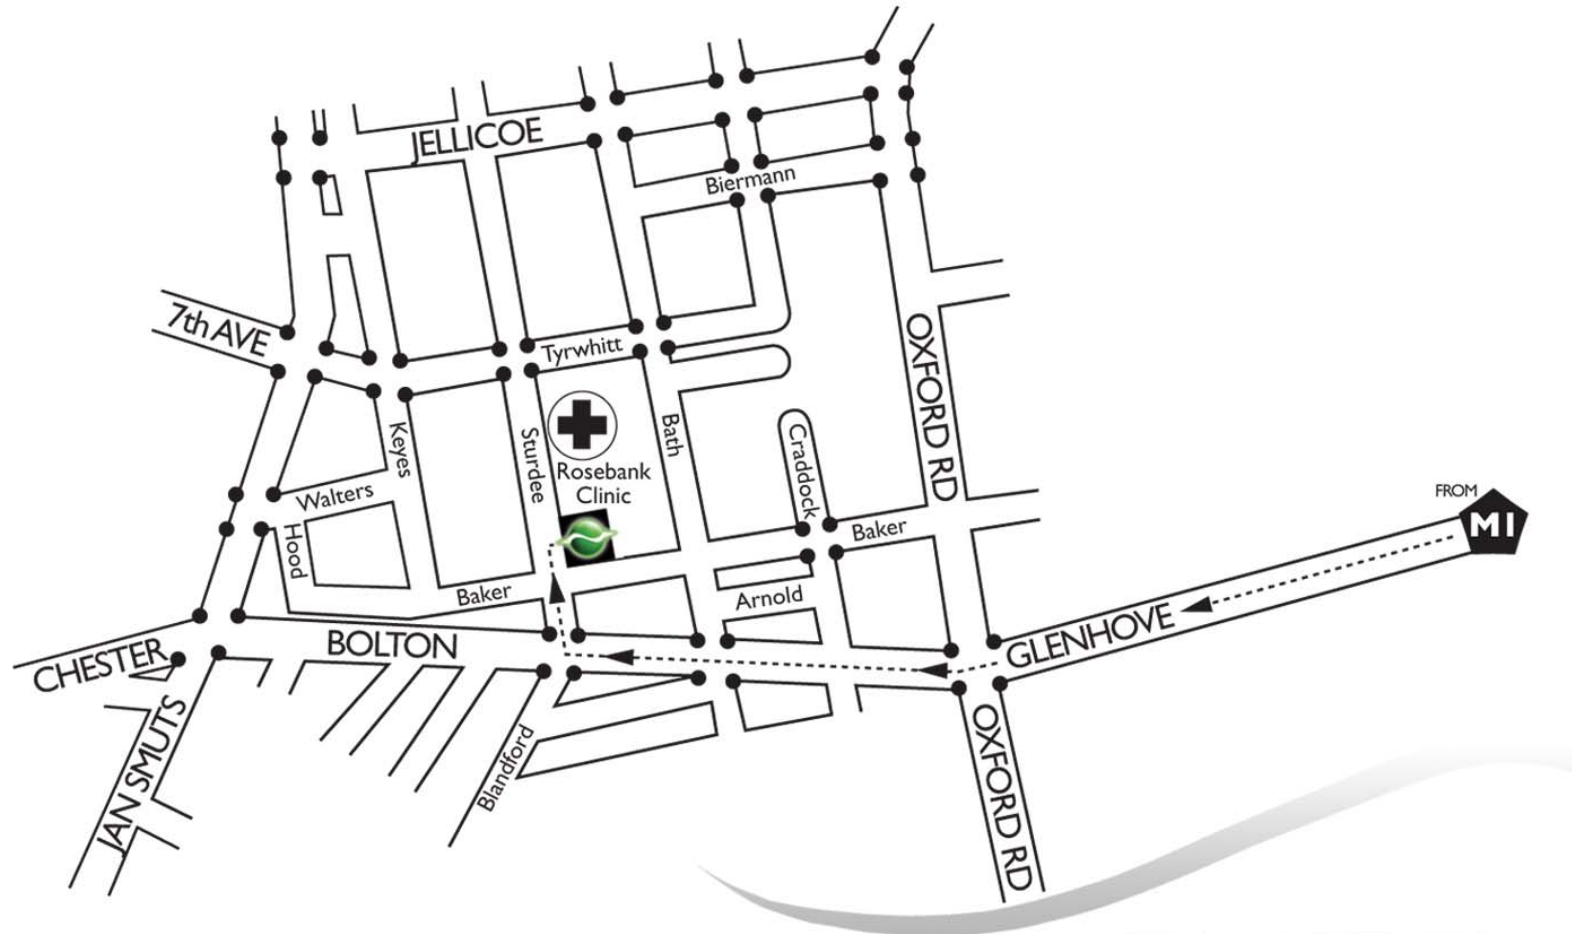 JELLICOE
Biermann
7th AVE
Tyrwhitt
OXFORD RD
Keyes
Sturdee
Bath
Craddock
Rosebank
Clinic
Walters
Hood
Baker
FROM
M1
Baker
Arnold
GLENHOVE
BOLTON
CHESTER
JAN SMUTS
Blandford
OXFORD RD